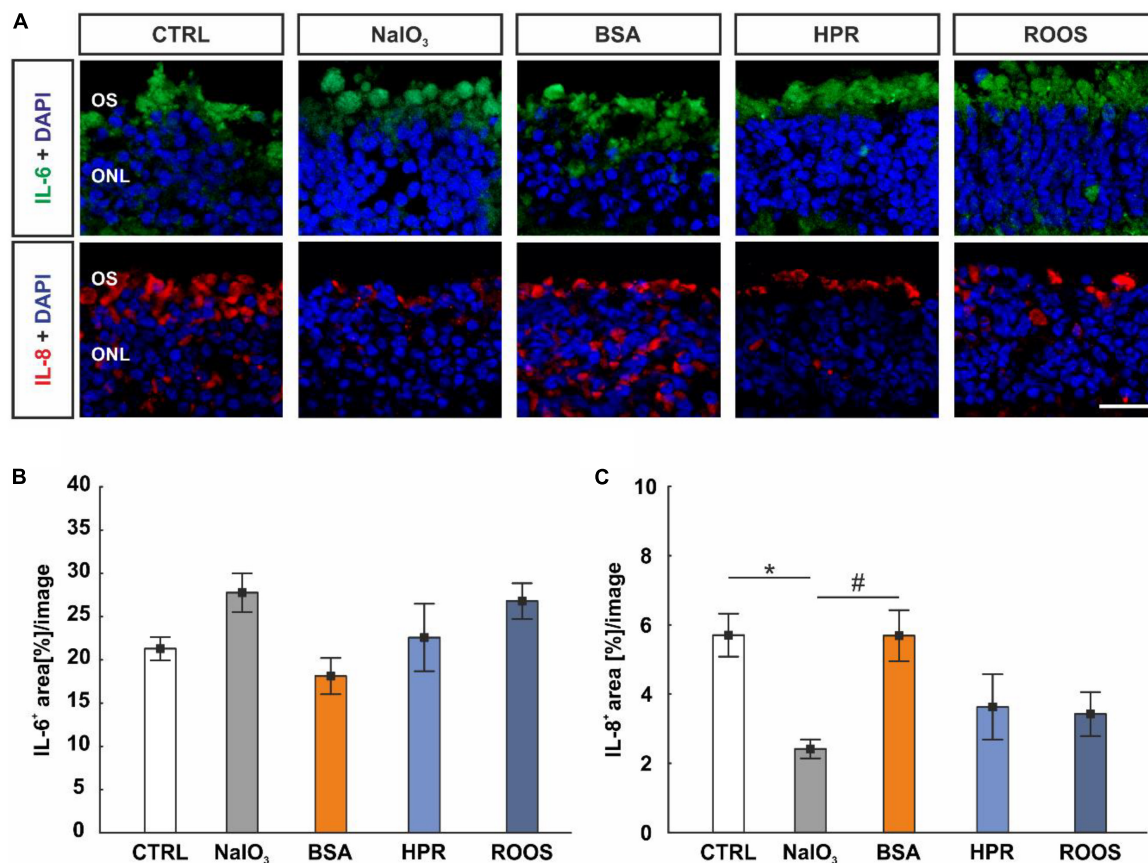 A
CTRL NaIO₃ BSA HPR ROOS
IL-6 + DAPI
OS
ONL
IL-8 + DAPI
OS
ONL
B
IL-6⁺ area[%]/image
40
35
30
25
20
15
10
5
0
CTRL NaIO₃ BSA HPR ROOS
C
IL-8⁺ area [%]/image
10
8
6
4
2
0
* #
CTRL NaIO₃ BSA HPR ROOS